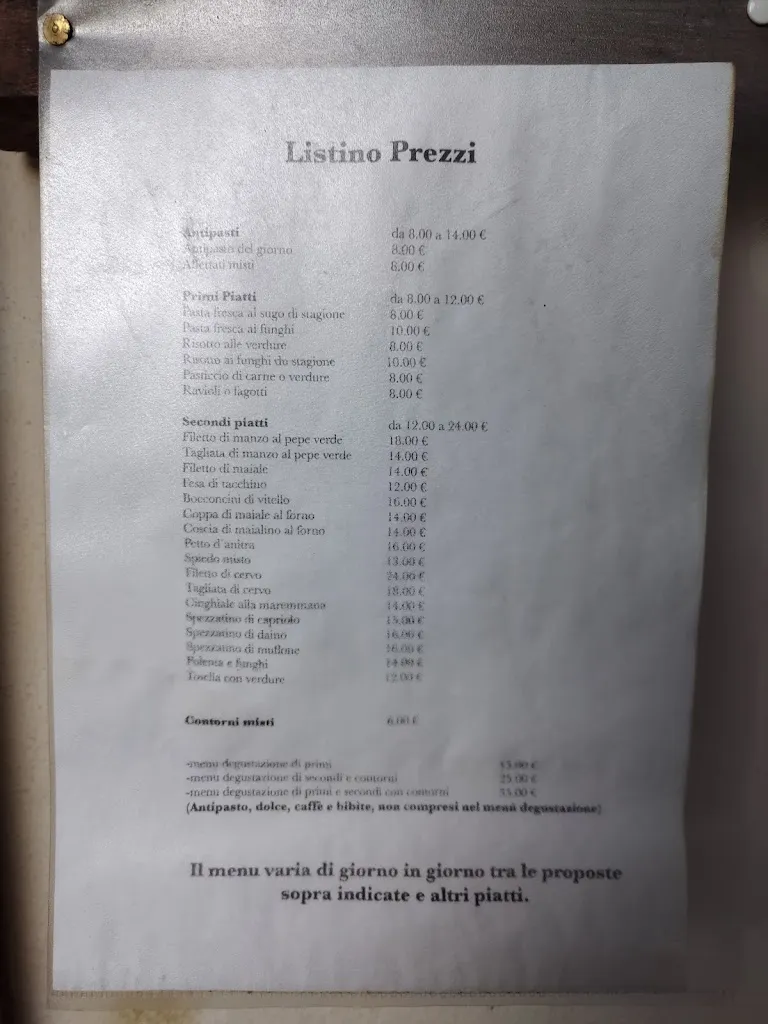 Listino Prezzi
Antipasti da 8.00 a 14.00 €
Antipasto del giorno 8.00 €
Affettati misti 8.00 €
Primi Piatti da 8.00 a 12.00 €
Pasta fresca al sugo di stagione 8.00 €
Pasta fresca ai funghi 10.00 €
Risotto alle verdure 8.00 €
Risotto ai funghi do stagione 10.00 €
Pasticcio di carne o verdure 8.00 €
Ravioli o fagotti 8.00 €
Secondi piatti da 12.00 a 24.00 €
Filetto di manzo al pepe verde 18.00 €
Tagliata di manzo al pepe verde 14.00 €
Filetto di maiale 14.00 €
Fesa di tacchino 12.00 €
Bocconcini di vitello 16.00 €
Coppa di maiale al forno 14.00 €
Coscia di maialino al forno 14.00 €
Petto d'anitra 16.00 €
Spiedo misto 13.00 €
Filetto di cervo 24.00 €
Tagliata di cervo 18.00 €
Cinghiale alla maremmana 14.00 €
Spezzatino di capriolo 15.00 €
Spezzatino di daino 16.00 €
Spezzatino di muflone 16.00 €
Polenta e funghi 14.00 €
Tosella con verdure 12.00 €
Contorni misti 6.00 €
-menu degustazione di primi €
-menu degustazione di secondi e contorni 25.00 €
-menu degustazione di primi e secondi con contorni 35.00 €
(Antipasto, dolce, caffè e bibite, non compresi nel menù degustazione)
Il menu varia di giorno in giorno tra le proposte
sopra indicate e altri piatti.